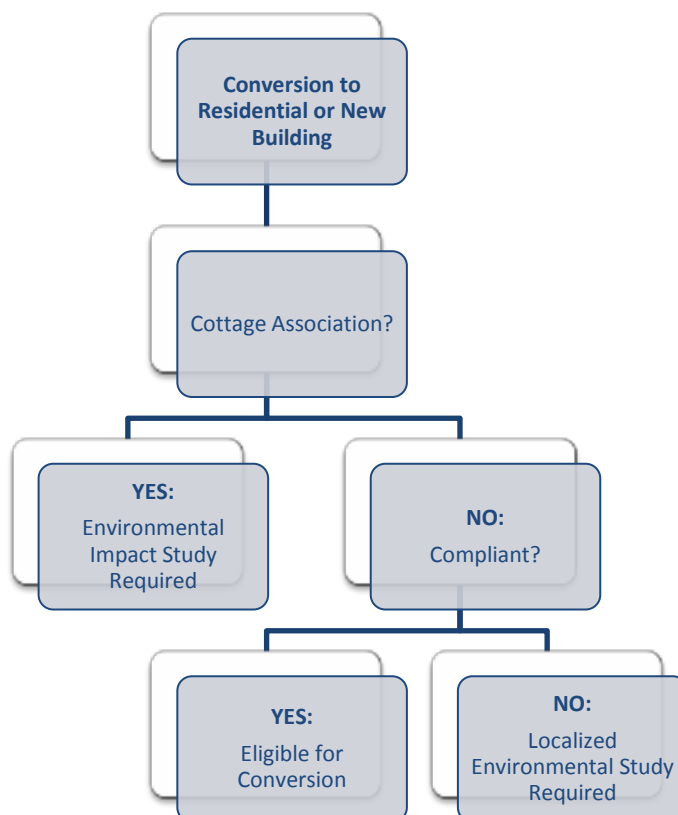 Conversion to
Residential or New
Building
Cottage Association?
YES:
Environmental
Impact Study
Required
NO:
Compliant?
YES:
Eligible for
Conversion
NO:
Localized
Environmental Study
Required